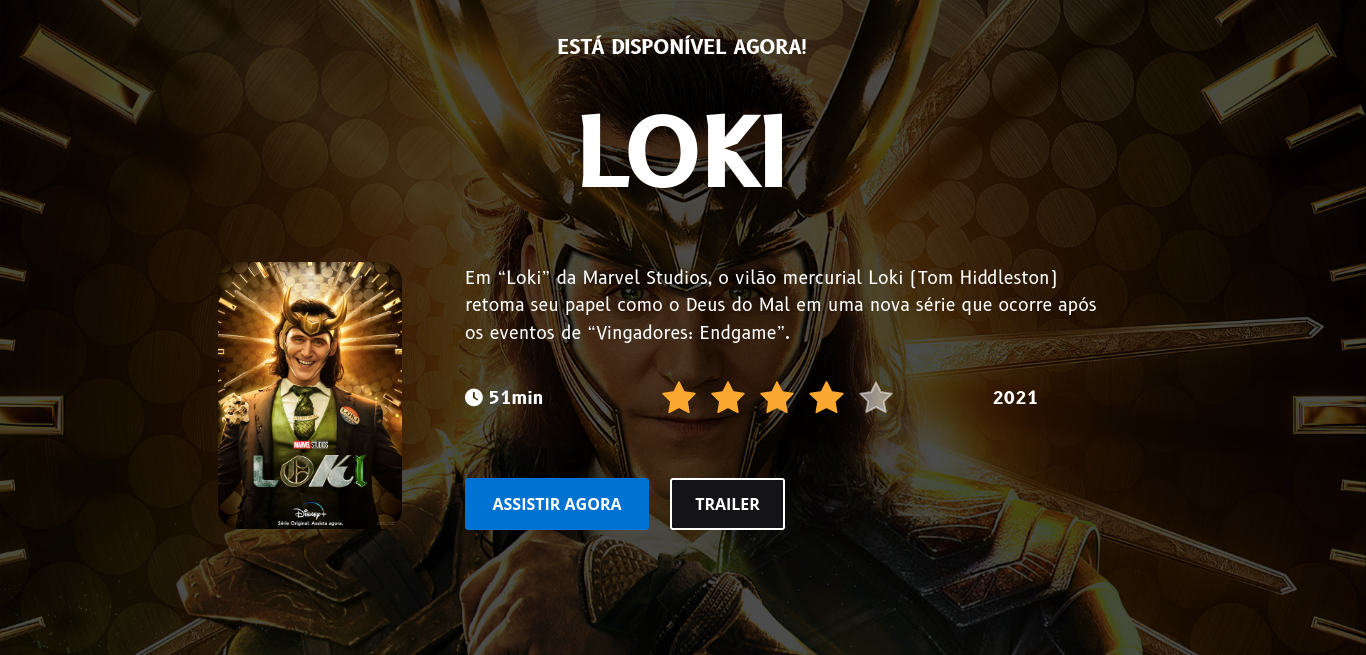 ESTÁ DISPONÍVEL AGORA!
LOKI
Em “Loki” da Marvel Studios, o vilão mercurial Loki (Tom Hiddleston)
retoma seu papel como o Deus do Mal em uma nova série que ocorre após
os eventos de “Vingadores: Endgame”.
51min
2021
LOKI
MARVEL STUDIOS
LOKI
Disney+
Série Original. Assista agora.
ASSISTIR AGORA
TRAILER